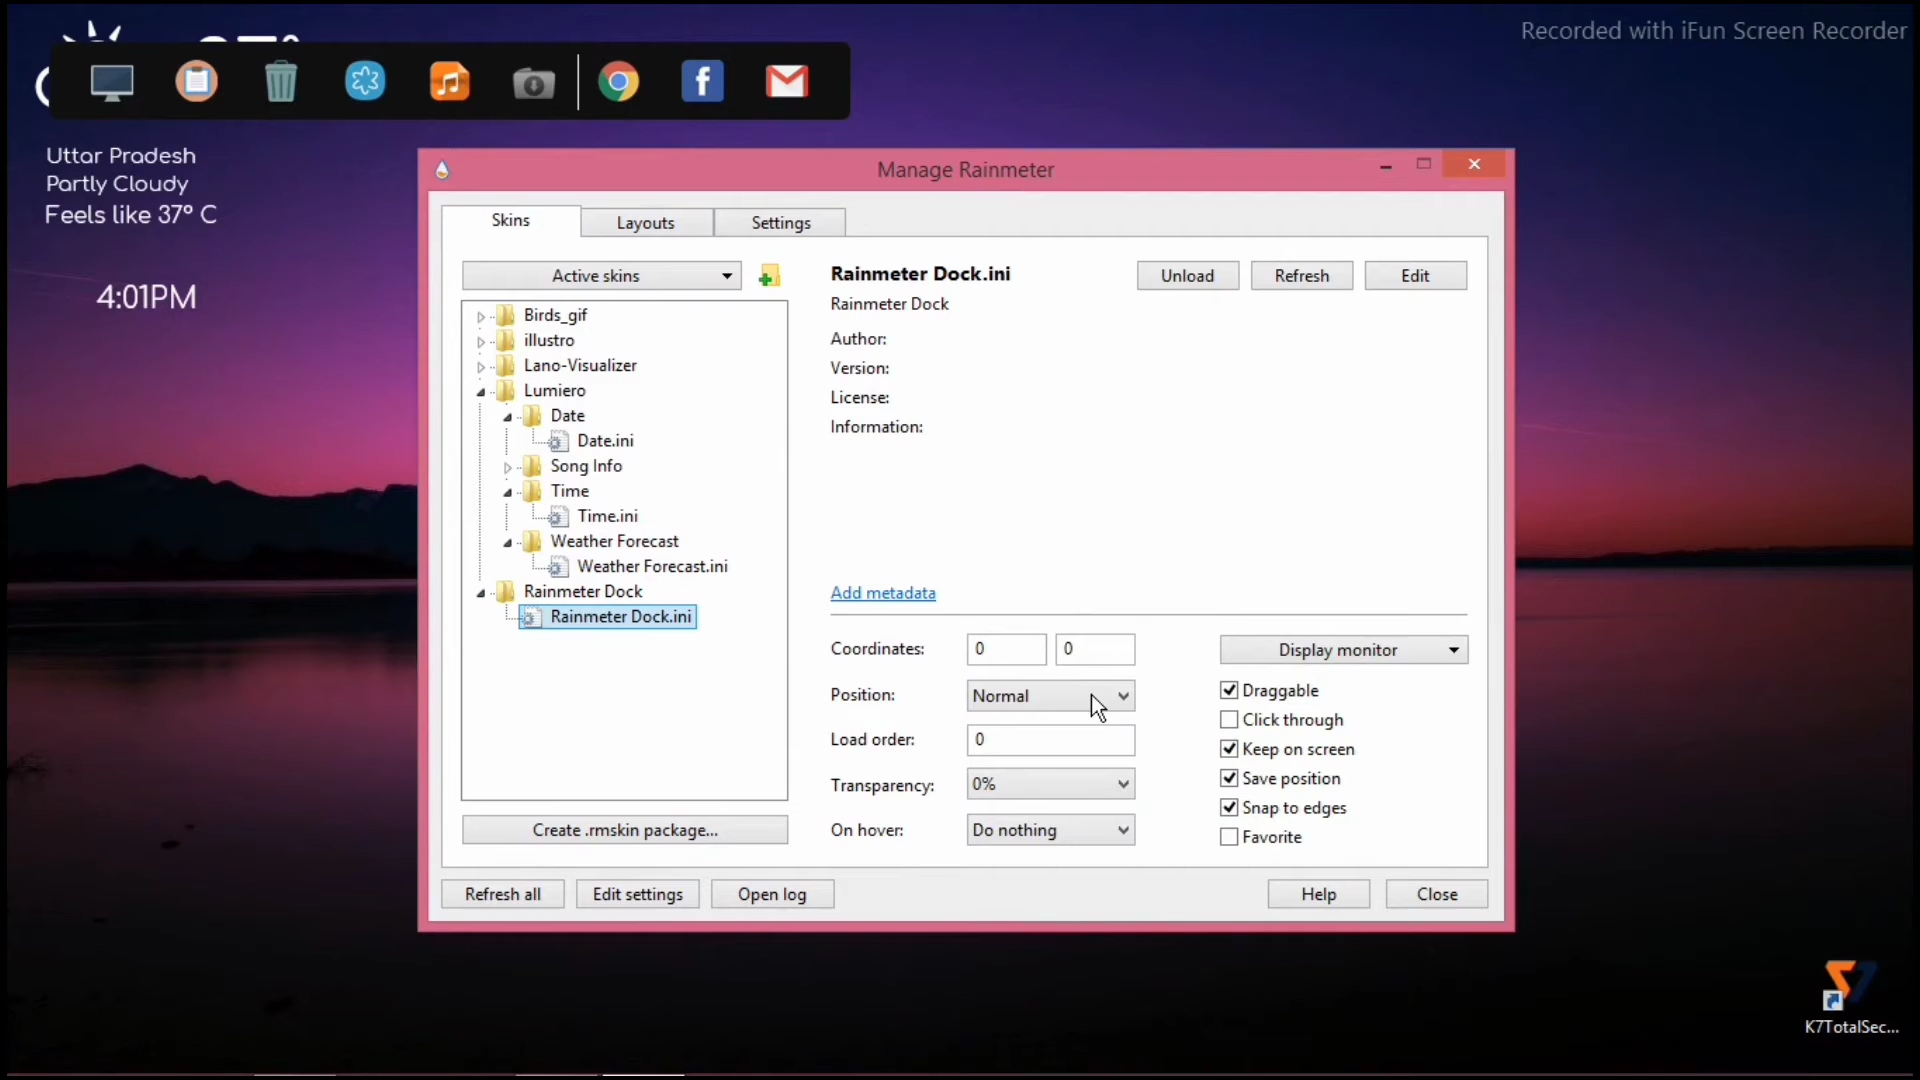 Recorded with iFun Screen Recorder
Uttar Pradesh
Partly Cloudy
Feels like 37° C
4:01PM
Manage Rainmeter
Skins
Layouts
Settings
Active skins
Birds_gif
illustro
Lano-Visualizer
Lumiero
Date
Date.ini
Song Info
Time
Time.ini
Weather Forecast
Weather Forecast.ini
Rainmeter Dock
Rainmeter Dock.ini
Create .rmskin package...
Rainmeter Dock.ini
Unload
Refresh
Edit
Rainmeter Dock
Author:
Version:
License:
Information:
Add metadata
Coordinates: 0 0
Position: Normal
Load order: 0
Transparency: 0%
On hover: Do nothing
Display monitor
Draggable
Click through
Keep on screen
Save position
Snap to edges
Favorite
Refresh all
Edit settings
Open log
Help
Close
K7TotalSec...